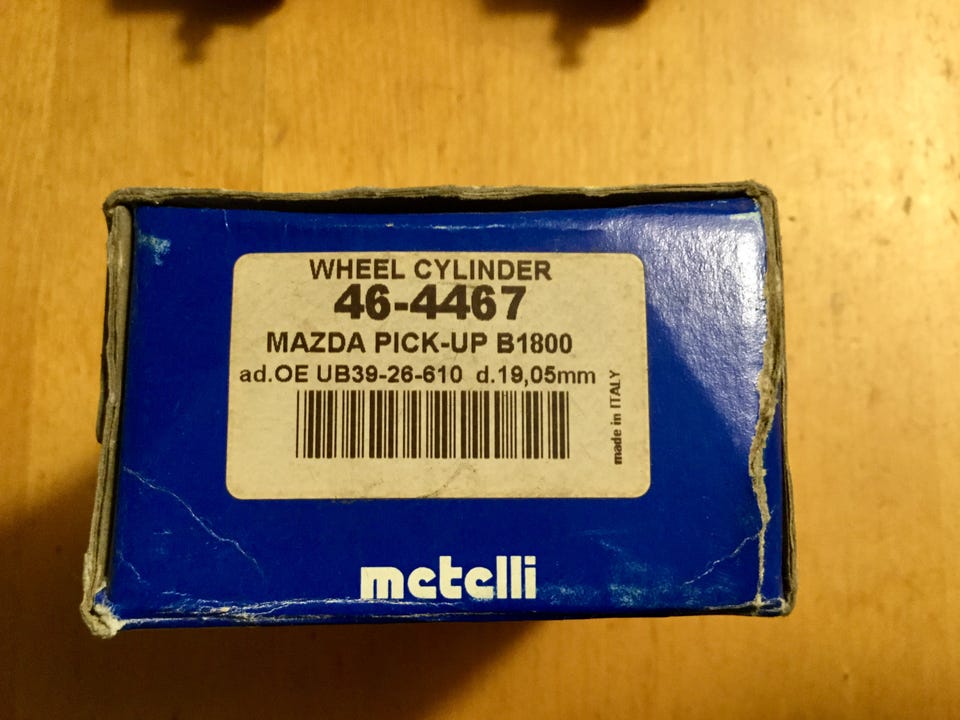 WHEEL CYLINDER
46-4467
MAZDA PICK-UP B1800
ad.OE UB39-26-610 d.19,05mm
made in ITALY
metelli